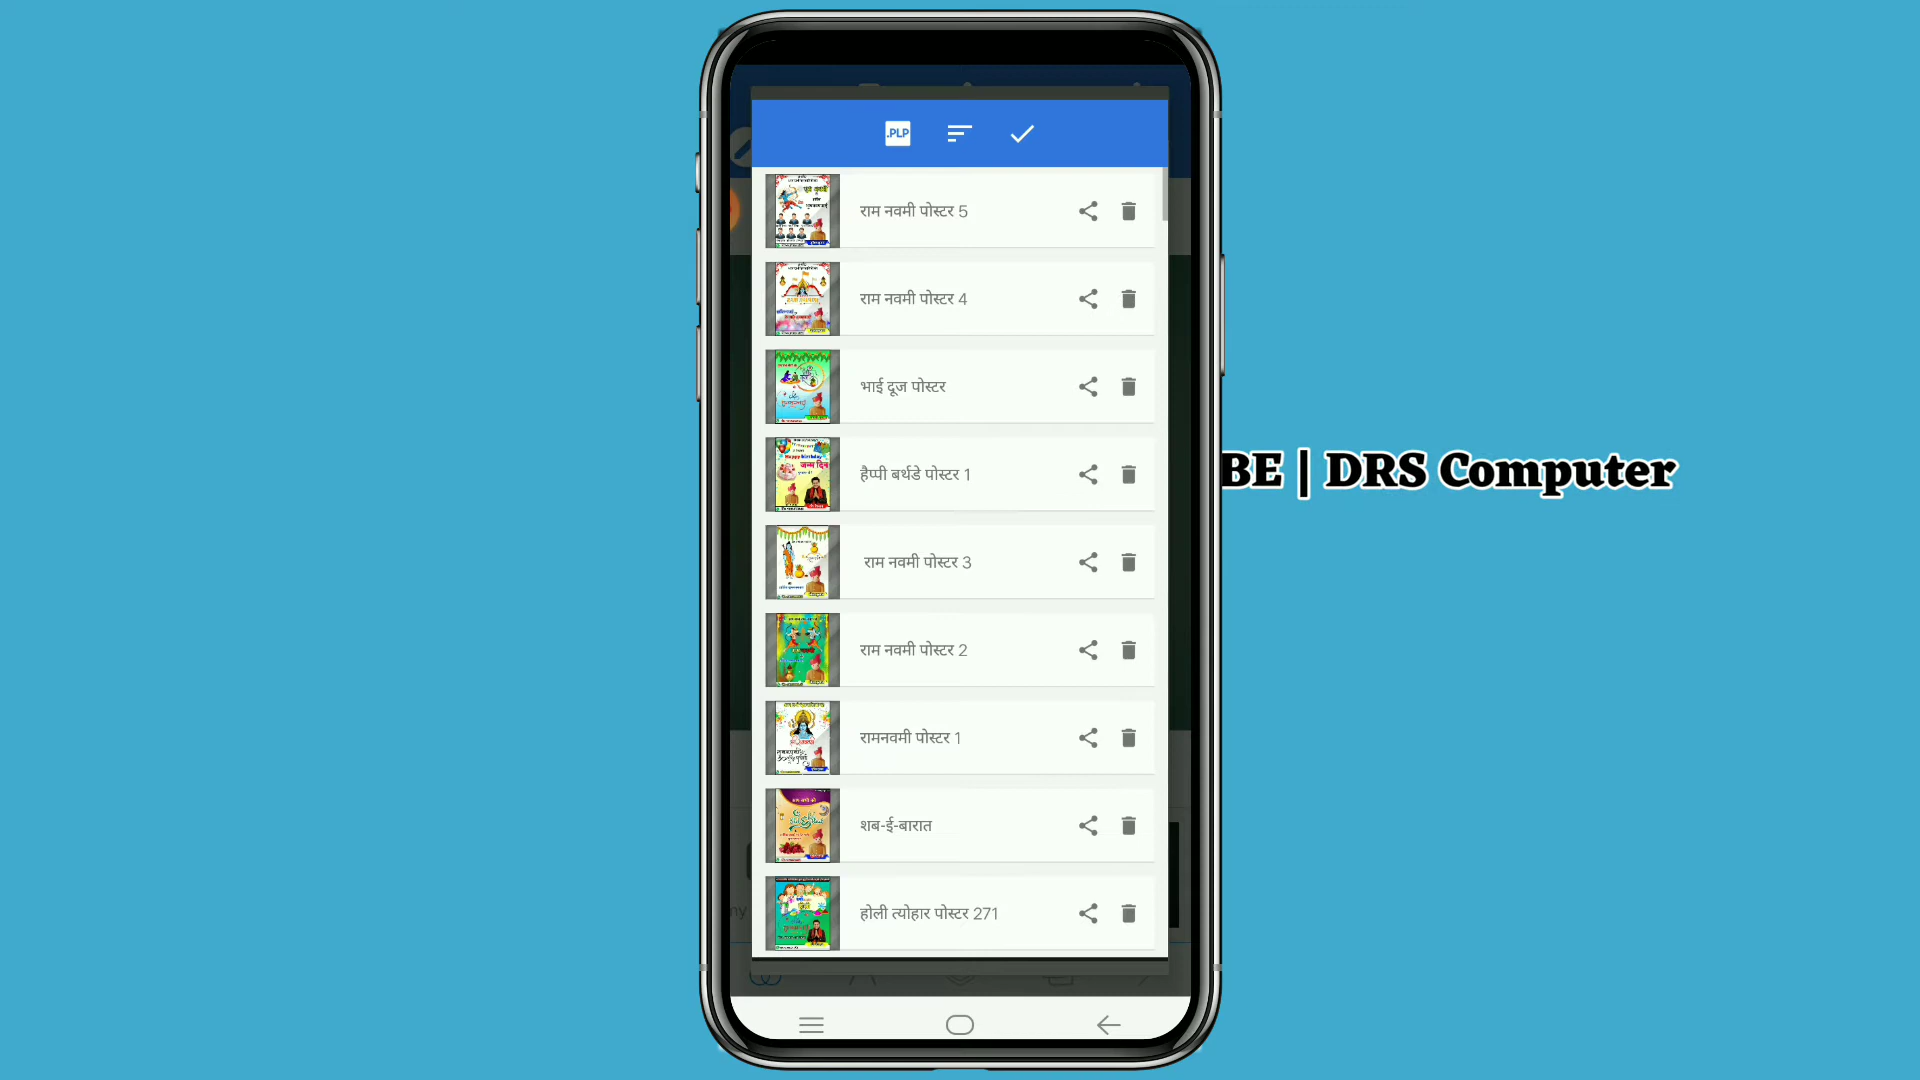 .PLP
राम नवमी पोस्टर 5
राम नवमी पोस्टर 4
भाई दूज पोस्टर
हैप्पी बर्थडे पोस्टर 1
राम नवमी पोस्टर 3
राम नवमी पोस्टर 2
रामनवमी पोस्टर 1
शब-ई-बारात
होली त्योहार पोस्टर 271
BE | DRS Computer